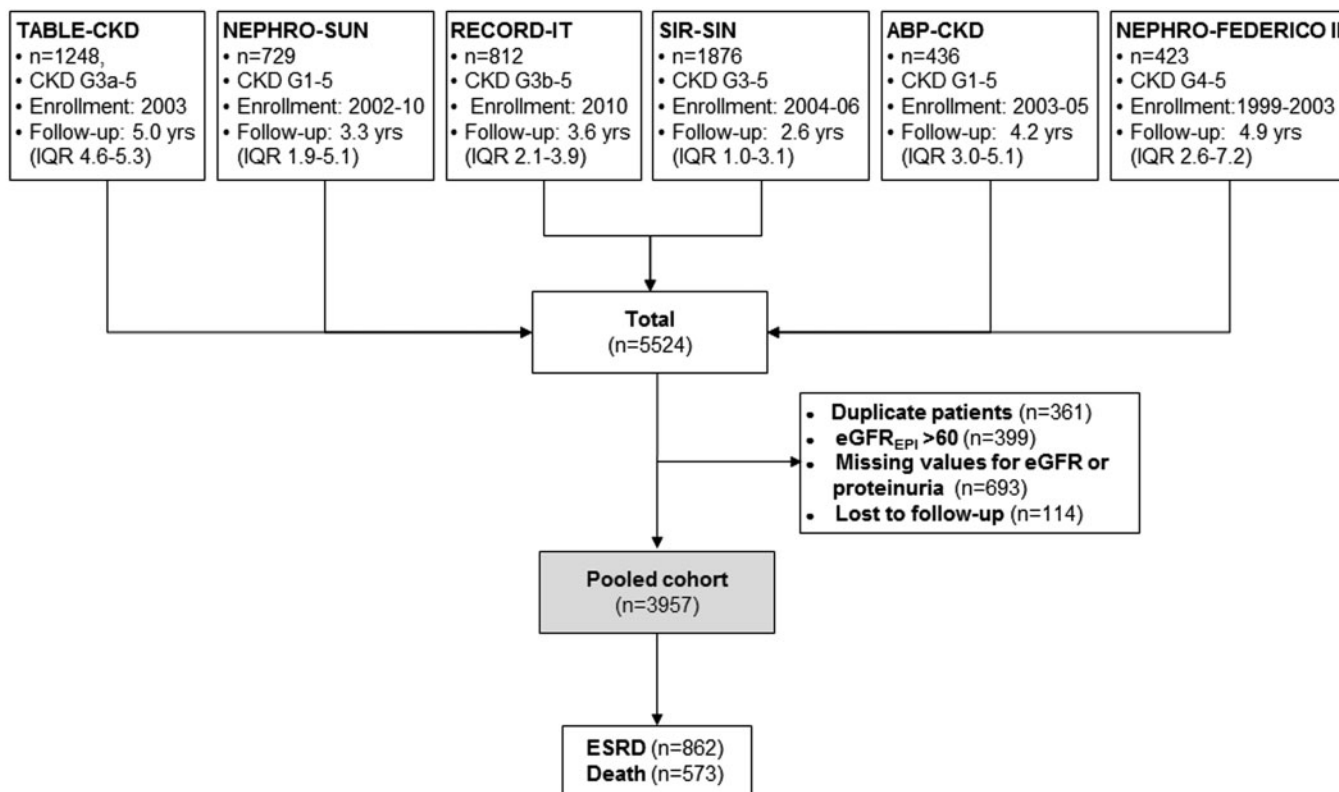 TABLE-CKD
• n=1248,
• CKD G3a-5
• Enrollment: 2003
• Follow-up: 5.0 yrs
(IQR 4.6-5.3)
NEPHRO-SUN
• n=729
• CKD G1-5
• Enrollment: 2002-10
• Follow-up: 3.3 yrs
(IQR 1.9-5.1)
RECORD-IT
• n=812
• CKD G3b-5
• Enrollment: 2010
• Follow-up: 3.6 yrs
(IQR 2.1-3.9)
SIR-SIN
• n=1876
• CKD G3-5
• Enrollment: 2004-06
• Follow-up: 2.6 yrs
(IQR 1.0-3.1)
ABP-CKD
• n=436
• CKD G1-5
• Enrollment: 2003-05
• Follow-up: 4.2 yrs
(IQR 3.0-5.1)
NEPHRO-FEDERICO II
• n=423
• CKD G4-5
• Enrollment:1999-2003
• Follow-up: 4.9 yrs
(IQR 2.6-7.2)
Total
(n=5524)
• Duplicate patients (n=361)
• eGFREPI >60 (n=399)
• Missing values for eGFR or
proteinuria (n=693)
• Lost to follow-up (n=114)
Pooled cohort
(n=3957)
ESRD (n=862)
Death (n=573)